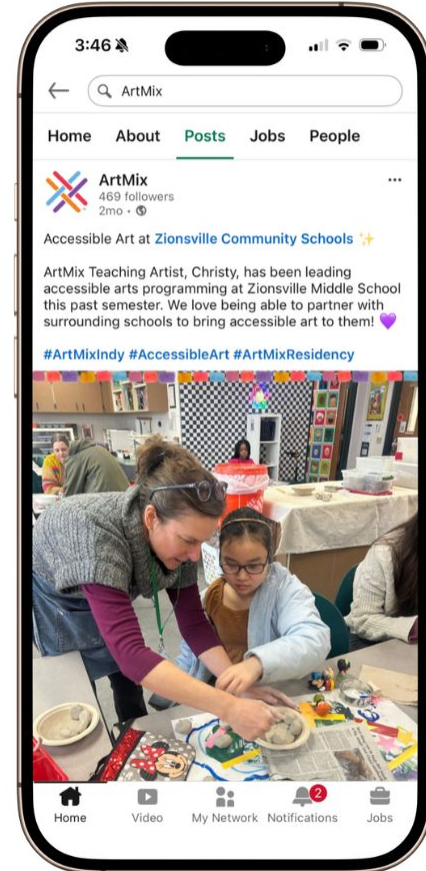 3:46
ArtMix
Home About Posts Jobs People
ArtMix
469 followers
2mo •
Accessible Art at Zionsville Community Schools
ArtMix Teaching Artist, Christy, has been leading
accessible arts programming at Zionsville Middle School
this past semester. We love being able to partner with
surrounding schools to bring accessible art to them!
#ArtMixIndy #AccessibleArt #ArtMixResidency
2
Home Video My Network Notifications Jobs